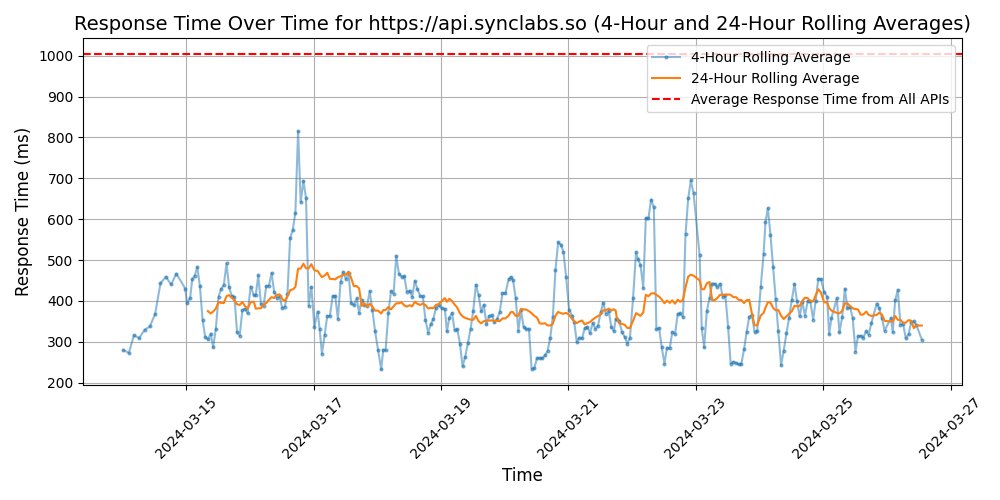 Response Time Over Time for https://api.synclabs.so (4-Hour and 24-Hour Rolling Averages)
4-Hour Rolling Average
24-Hour Rolling Average
Average Response Time from All APIs
Response Time (ms)
1000
900
800
700
600
500
400
300
200
2024-03-15
2024-03-17
2024-03-19
2024-03-21
2024-03-23
2024-03-25
2024-03-27
Time